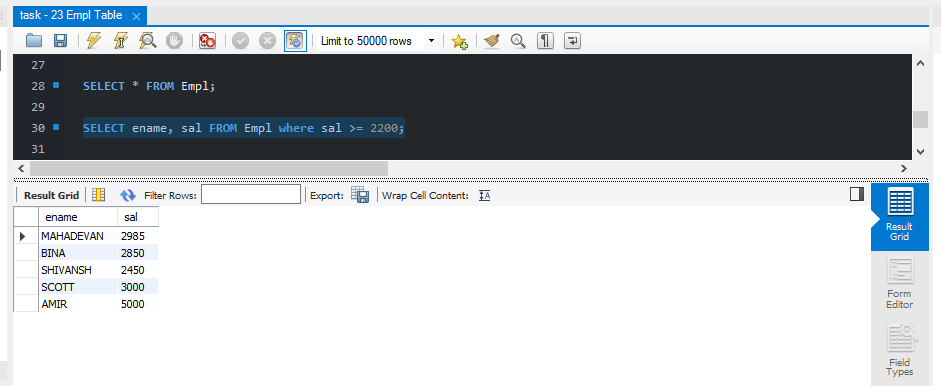 task - 23 Empl Table
Limit to 50000 rows
27
28 SELECT * FROM Empl;
29
30 SELECT ename, sal FROM Empl where sal >= 2200;
31
Result Grid Filter Rows: Export: Wrap Cell Content:
ename sal
MAHADEVAN 2985
BINA 2850
SHIVANSH 2450
SCOTT 3000
AMIR 5000
Result
Grid
Form
Editor
Field
Types